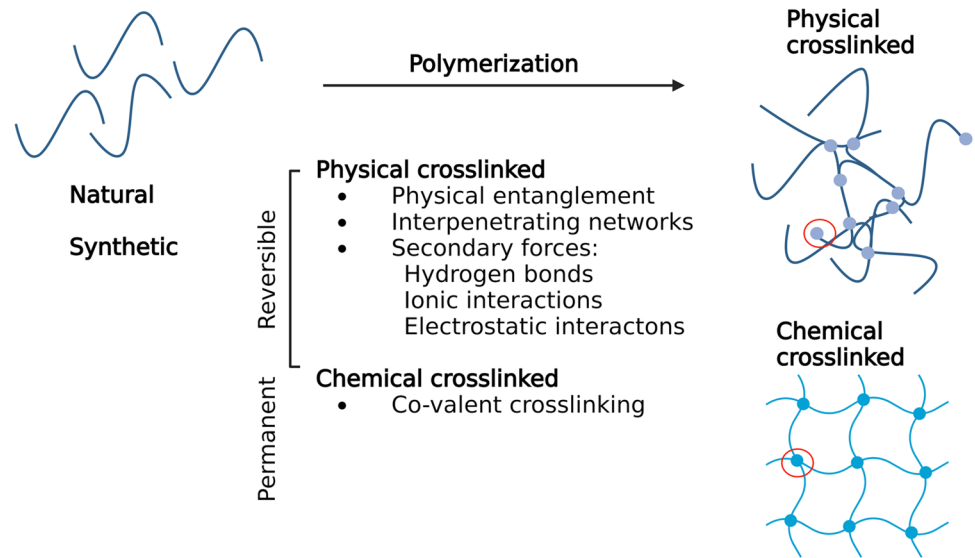 Polymerization
Natural
Synthetic
Reversible
Physical crosslinked
• Physical entanglement
• Interpenetrating networks
• Secondary forces:
Hydrogen bonds
Ionic interactions
Electrostatic interactons
Permanent
Chemical crosslinked
• Co-valent crosslinking
Physical
crosslinked
Chemical
crosslinked